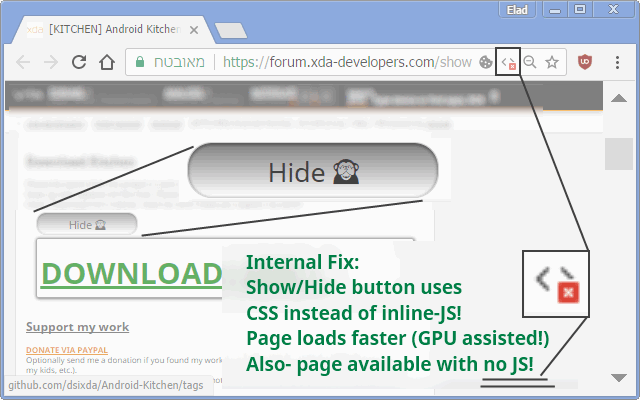 Elad
xda [KITCHEN] Android Kitchen
מאובטח
https://forum.xda-developers.com/show
Hide
Hide
DOWNLOAD
Internal Fix:
Show/Hide button uses
CSS instead of inline-JS!
Page loads faster (GPU assisted!)
Also- page available with no JS!
Support my work
DONATE VIA PAYPAL
Optionally send me a donation if you found my work
my kids, etc.).
github.com/dsixda/Android-Kitchen/tags